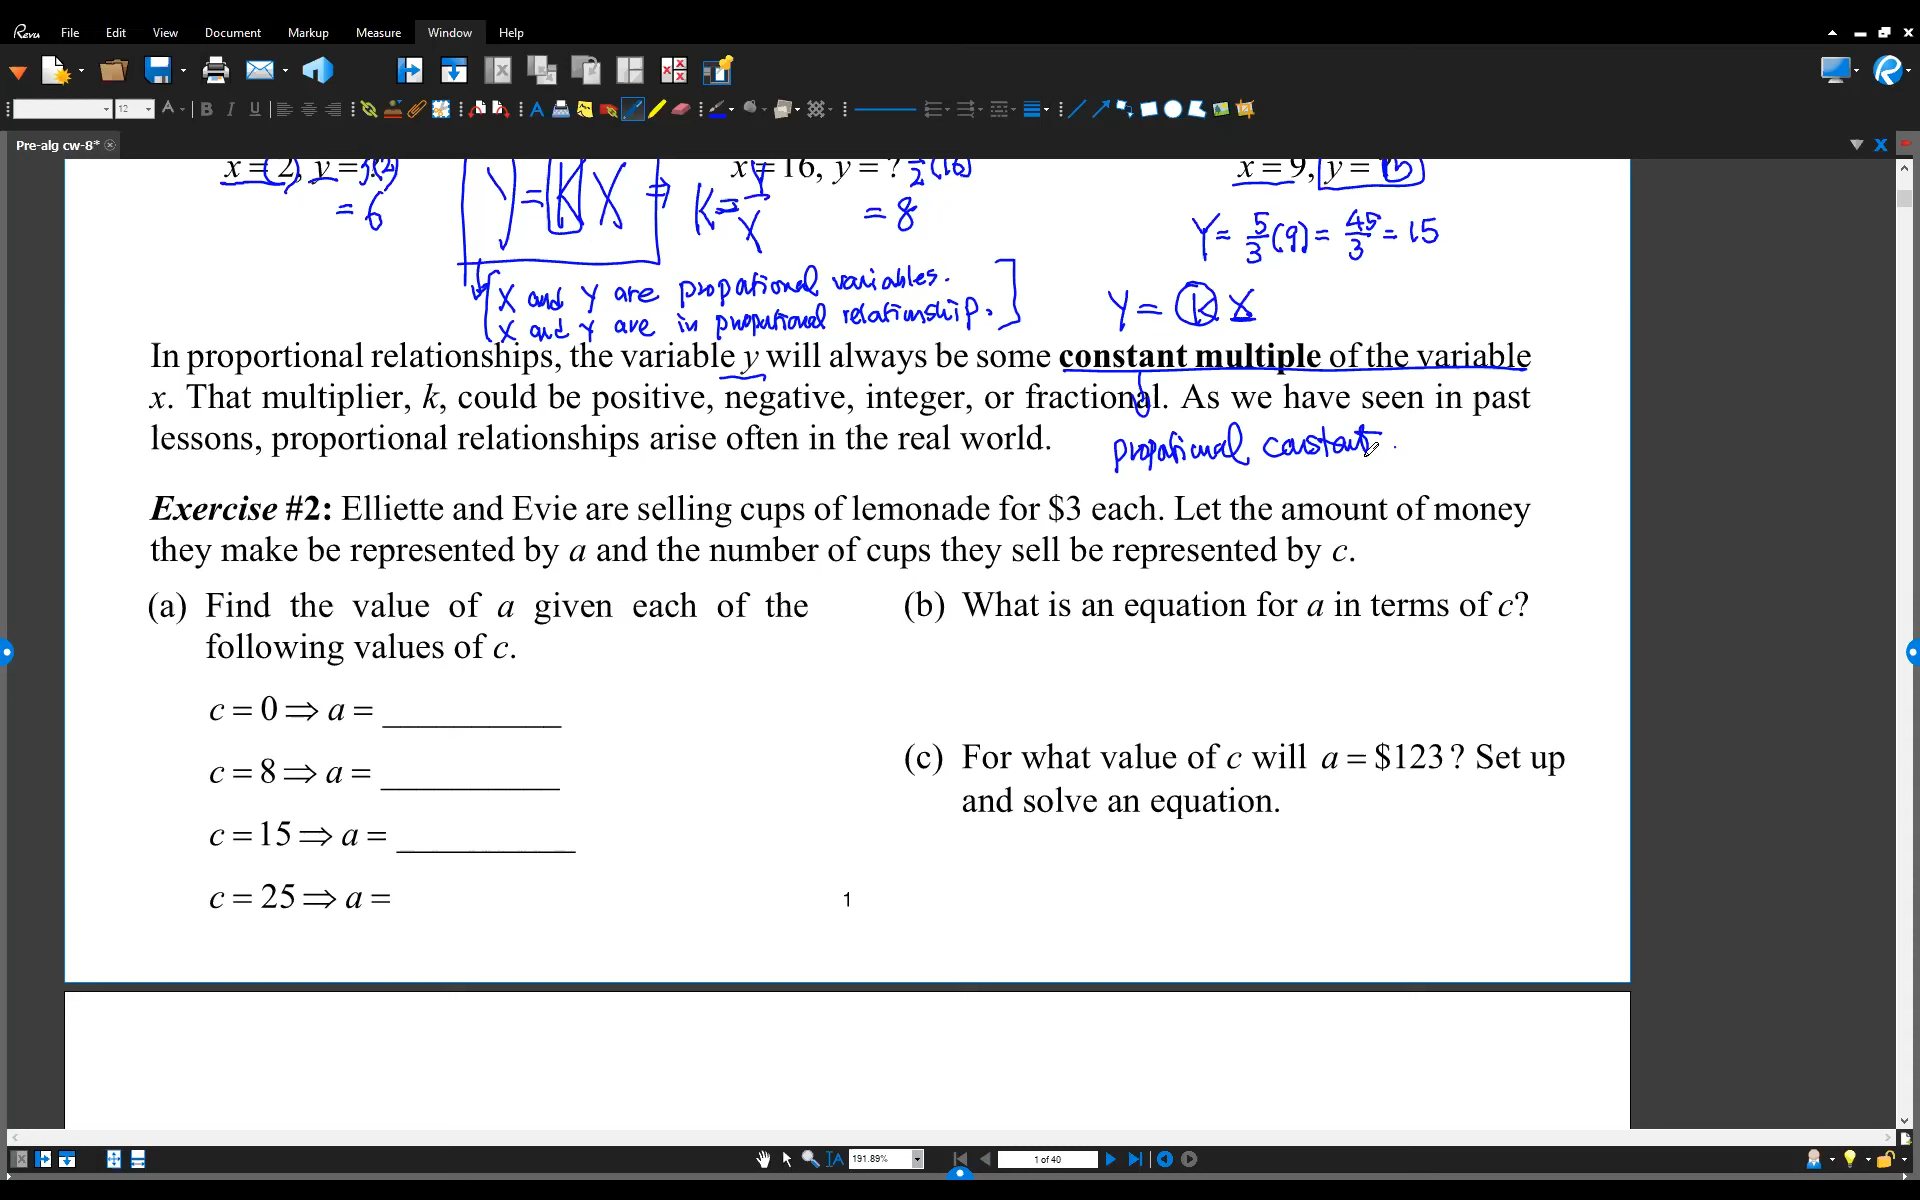 Revu File Edit View Document Markup Measure Window Help
12
Pre-alg cw-8*
x = 2, y = ? 3(2)
= 6
Y = K X ⇒ K = Y/X
x = 16, y = ? 1/2 (16)
= 8
x = 9, y = 15
Y = 5/3 (9) = 45/3 = 15
X and Y are propational variables.
X and Y are in propational relationship.
Y = k X
In proportional relationships, the variable y will always be some constant multiple of the variable
x. That multiplier, k, could be positive, negative, integer, or fractional. As we have seen in past
lessons, proportional relationships arise often in the real world.
propational constant.
Exercise #2: Elliette and Evie are selling cups of lemonade for $3 each. Let the amount of money
they make be represented by a and the number of cups they sell be represented by c.
(a) Find the value of a given each of the
following values of c.
c = 0 ⇒ a = __________
c = 8 ⇒ a = __________
c = 15 ⇒ a = __________
c = 25 ⇒ a =
(b) What is an equation for a in terms of c?
(c) For what value of c will a = $123? Set up
and solve an equation.
1
191.89%
1 of 40